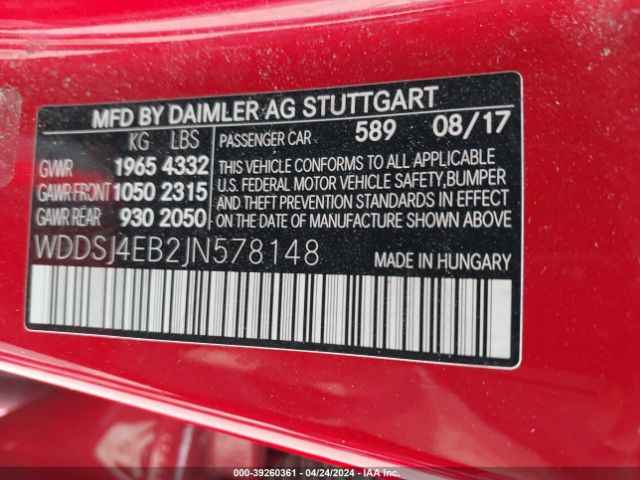 MFD BY DAIMLER AG STUTTGART
KG LBS PASSENGER CAR 589 08/17
GVWR 1965 4332 THIS VEHICLE CONFORMS TO ALL APPLICABLE
GAWR FRONT 1050 2315 U.S. FEDERAL MOTOR VEHICLE SAFETY,BUMPER
GAWR REAR 930 2050 AND THEFT PREVENTION STANDARDS IN EFFECT
ON THE DATE OF MANUFACTURE SHOWN ABOVE.
WDDSJ4EB2JN578148 MADE IN HUNGARY
000-39260361 - 04/24/2024 - IAA Inc.